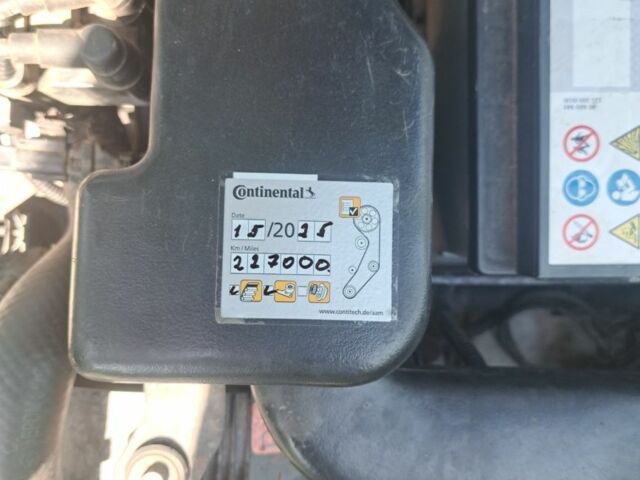 Continental
Date
15/2025
Km / Miles
227000
www.contitech.de/aam